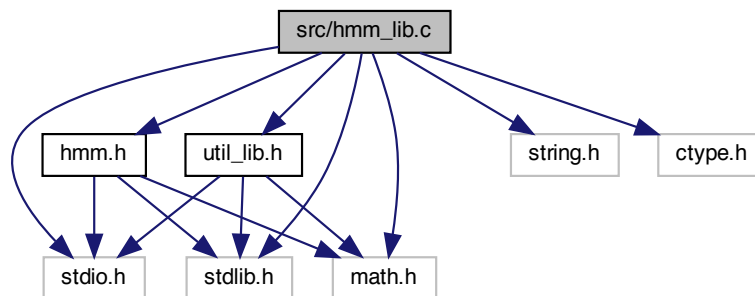 src/hmm_lib.c
hmm.h
util_lib.h
string.h
ctype.h
stdio.h
stdlib.h
math.h